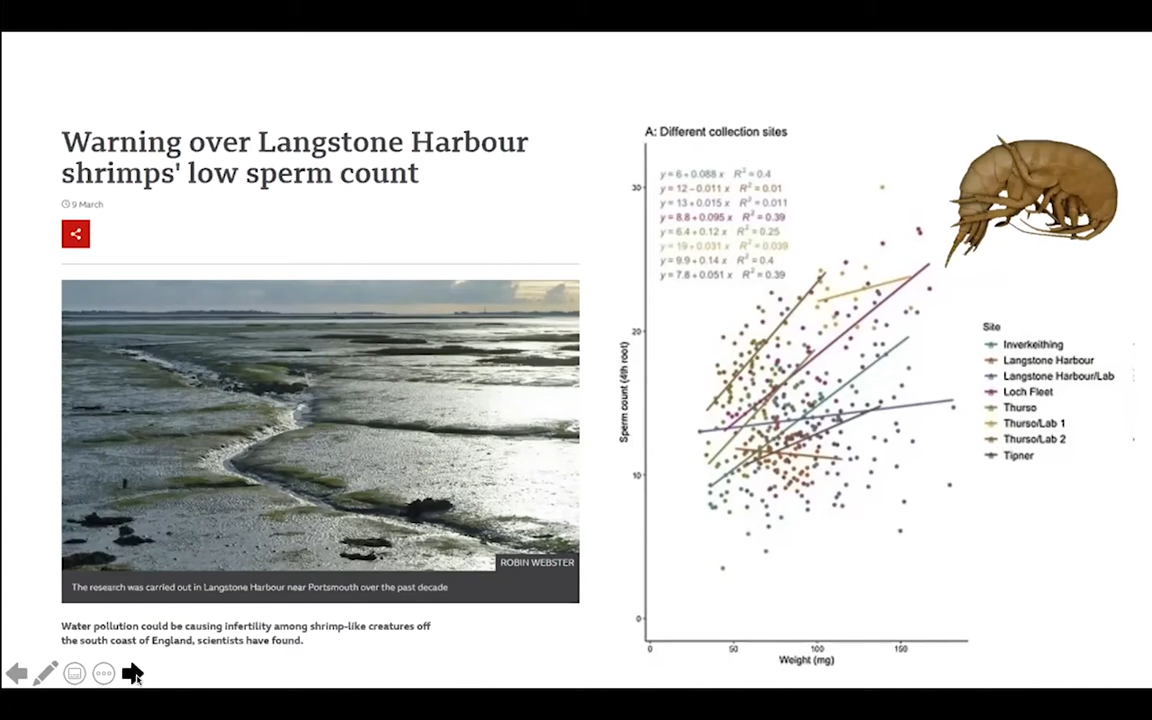 Warning over Langstone Harbour
shrimps' low sperm count
9 March
ROBIN WEBSTER
The research was carried out in Langstone Harbour near Portsmouth over the past decade
Water pollution could be causing infertility among shrimp-like creatures off
the south coast of England, scientists have found.
A: Different collection sites
y = 6 + 0.088 x R² = 0.4
y = 12 − 0.011 x R² = 0.01
y = 13 + 0.015 x R² = 0.011
y = 8.8 + 0.095 x R² = 0.39
y = 6.4 + 0.12 x R² = 0.25
y = 19 + 0.031 x R² = 0.039
y = 9.9 + 0.14 x R² = 0.4
y = 7.8 + 0.051 x R² = 0.39
30
20
10
0
Sperm count (4th root)
0 50 100 150
Weight (mg)
Site
Inverkeithing
Langstone Harbour
Langstone Harbour/Lab
Loch Fleet
Thurso
Thurso/Lab 1
Thurso/Lab 2
Tipner